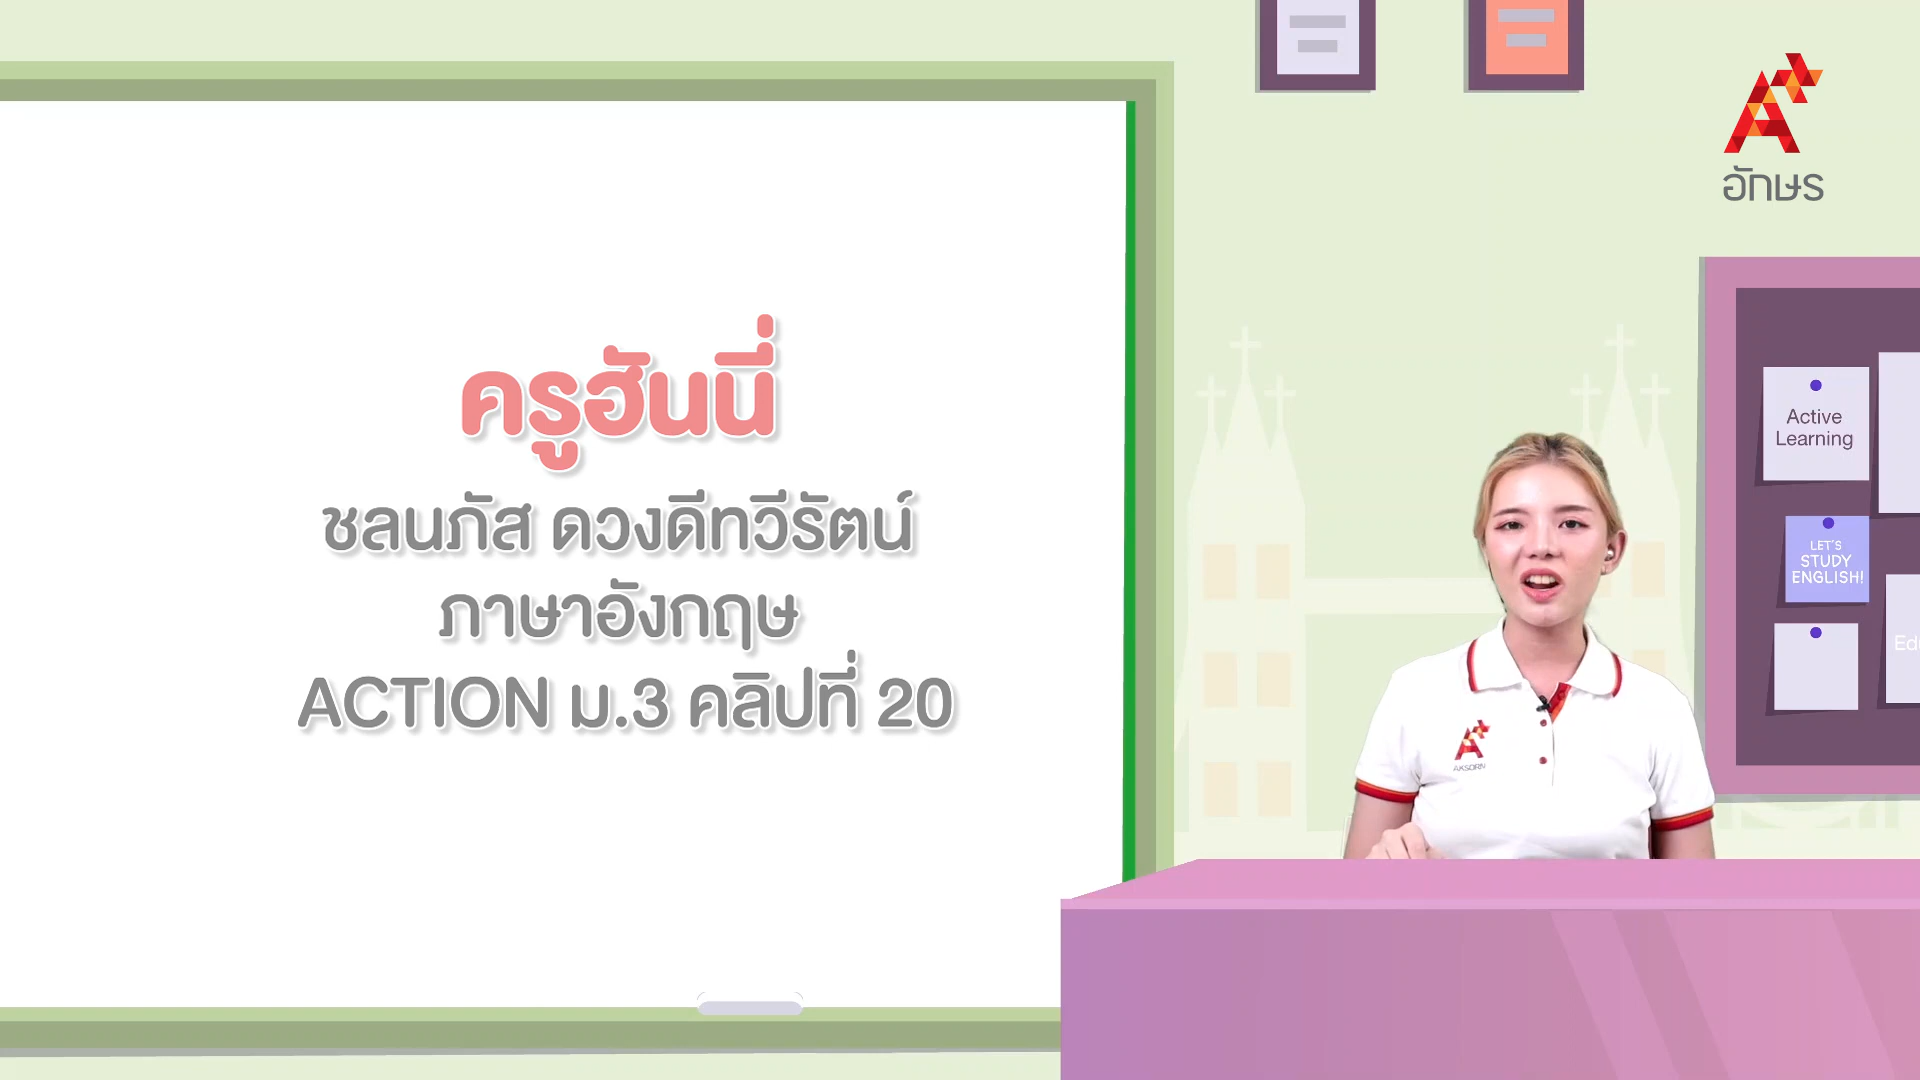 ครูฮันนี่
ชลนภัส ดวงดีทวีรัตน์
ภาษาอังกฤษ
ACTION ม.3 คลิปที่ 20
อักษร
Active
Learning
LET'S
STUDY
ENGLISH!
AKSORN